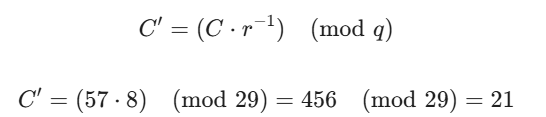 C′ = (C · r⁻¹) (mod q)
C′ = (57 · 8) (mod 29) = 456 (mod 29) = 21